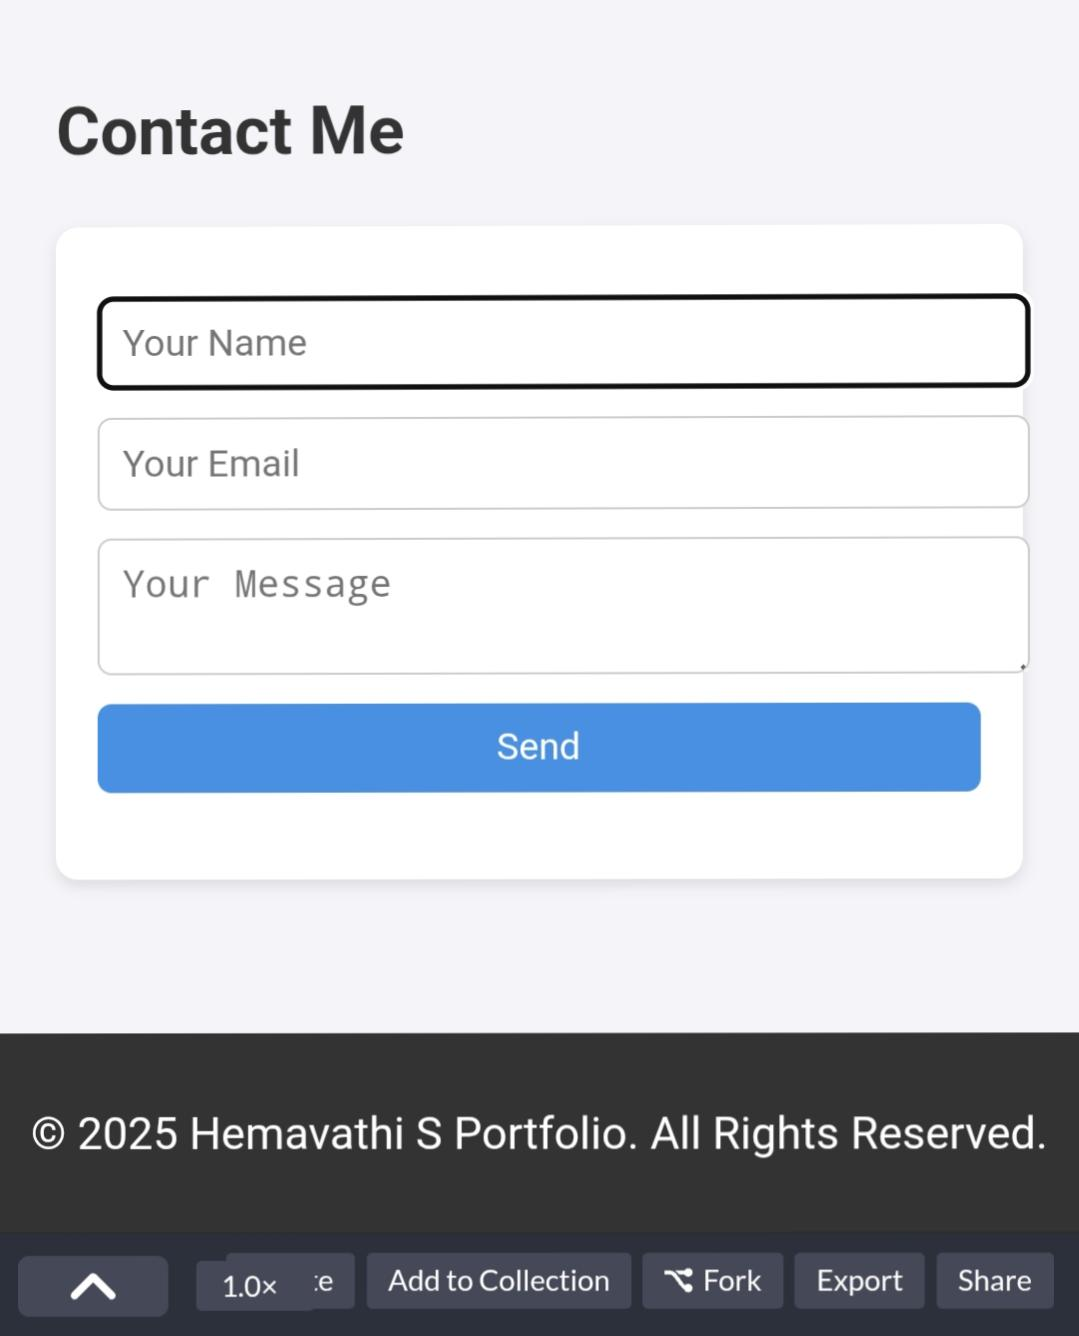 Contact Me
Your Name
Your Email
Your Message
Send
© 2025 Hemavathi S Portfolio. All Rights Reserved.
1.0× Add to Collection Fork Export Share